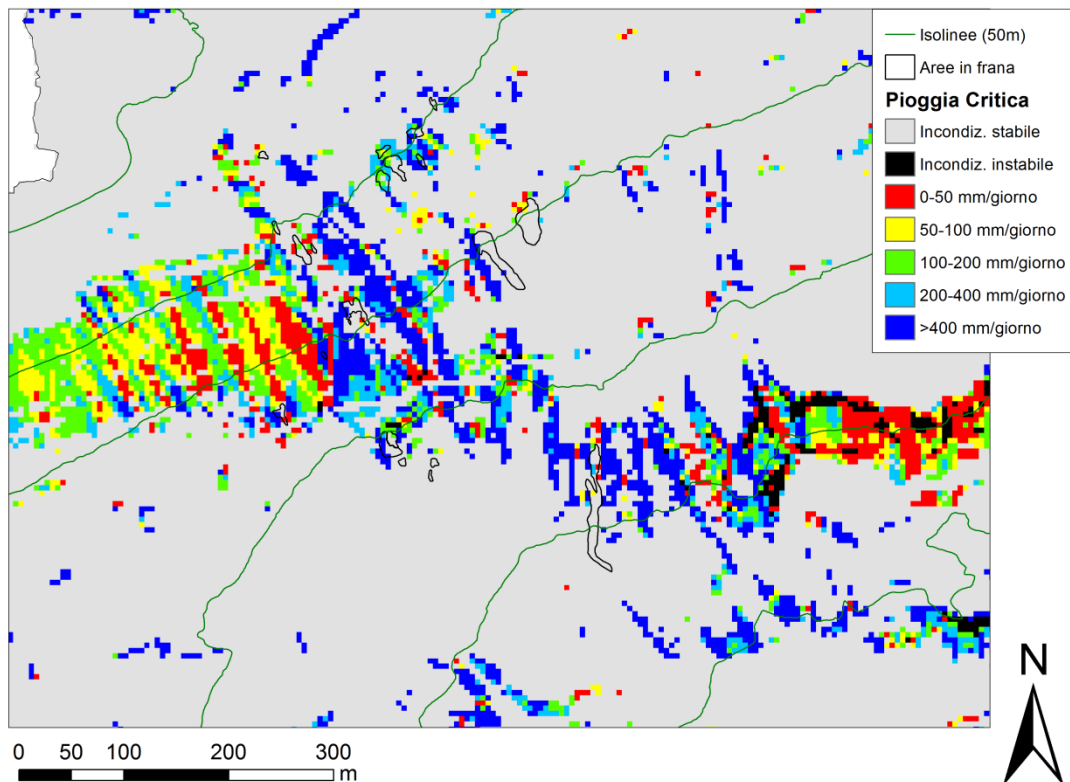 Isolinee (50m)
Aree in frana
Pioggia Critica
Incondiz. stabile
Incondiz. instabile
0-50 mm/giorno
50-100 mm/giorno
100-200 mm/giorno
200-400 mm/giorno
>400 mm/giorno
N
0 50 100 200 300
m